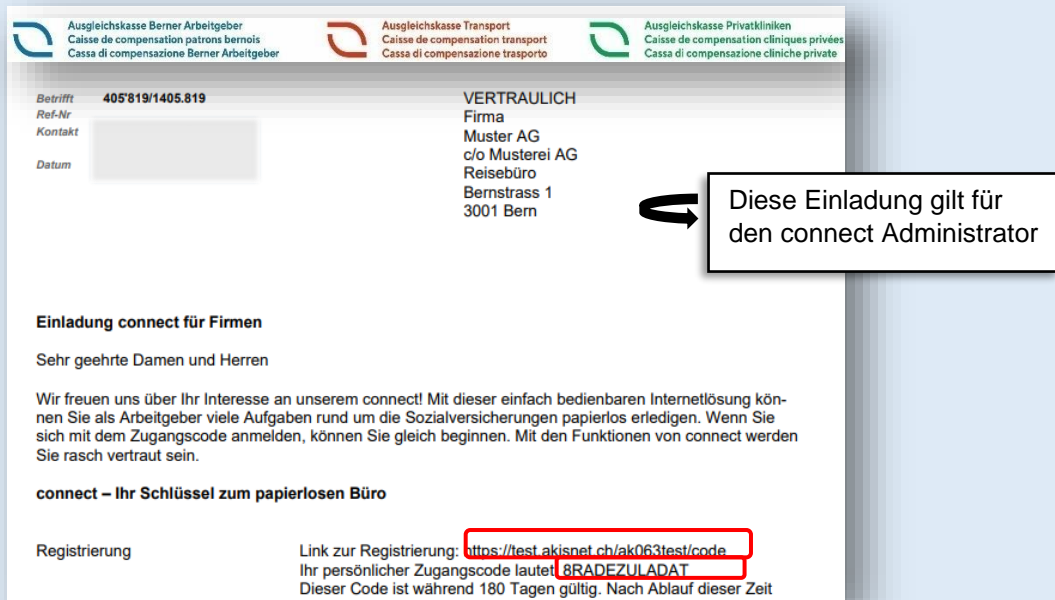 Ausgleichskasse Berner Arbeitgeber
Caisse de compensation patrons bernois
Cassa di compensazione Berner Arbeitgeber
Ausgleichskasse Transport
Caisse de compensation transport
Cassa di compensazione trasporto
Ausgleichskasse Privatkliniken
Caisse de compensation cliniques privées
Cassa di compensazione cliniche private
Betrifft 405'819/1405.819
Ref-Nr
Kontakt
Datum
VERTRAULICH
Firma
Muster AG
c/o Musterei AG
Reisebüro
Bernstrass 1
3001 Bern
Diese Einladung gilt für
den connect Administrator
Einladung connect für Firmen
Sehr geehrte Damen und Herren
Wir freuen uns über Ihr Interesse an unserem connect! Mit dieser einfach bedienbaren Internetlösung kön-
nen Sie als Arbeitgeber viele Aufgaben rund um die Sozialversicherungen papierlos erledigen. Wenn Sie
sich mit dem Zugangscode anmelden, können Sie gleich beginnen. Mit den Funktionen von connect werden
Sie rasch vertraut sein.
connect – Ihr Schlüssel zum papierlosen Büro
Registrierung Link zur Registrierung: https://test.akisnet.ch/ak063test/code
Ihr persönlicher Zugangscode lautet: 8RADEZULADAT
Dieser Code ist während 180 Tagen gültig. Nach Ablauf dieser Zeit